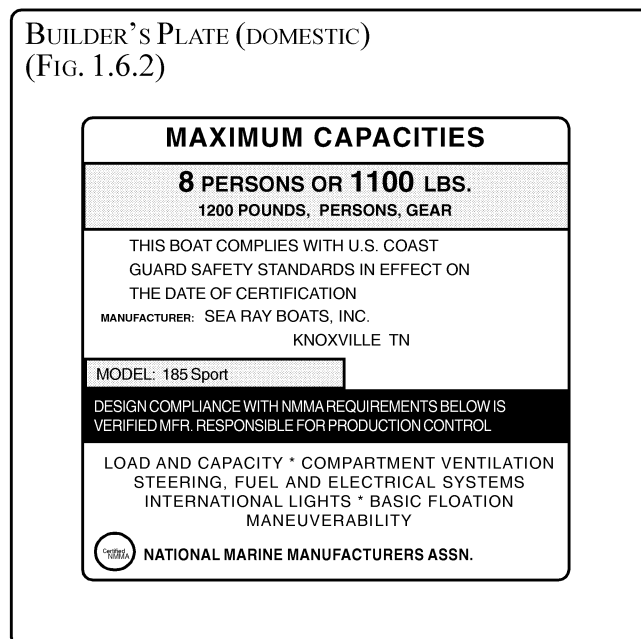 BUILDER'S PLATE (DOMESTIC)
(FIG. 1.6.2)
MAXIMUM CAPACITIES
8 PERSONS OR 1100 LBS.
1200 POUNDS, PERSONS, GEAR
THIS BOAT COMPLIES WITH U.S. COAST
GUARD SAFETY STANDARDS IN EFFECT ON
THE DATE OF CERTIFICATION
MANUFACTURER: SEA RAY BOATS, INC.
KNOXVILLE TN
MODEL: 185 Sport
DESIGN COMPLIANCE WITH NMMA REQUIREMENTS BELOW IS
VERIFIED MFR. RESPONSIBLE FOR PRODUCTION CONTROL
LOAD AND CAPACITY * COMPARTMENT VENTILATION
STEERING, FUEL AND ELECTRICAL SYSTEMS
INTERNATIONAL LIGHTS * BASIC FLOATION
MANEUVERABILITY
Certified
NMMA
NATIONAL MARINE MANUFACTURERS ASSN.